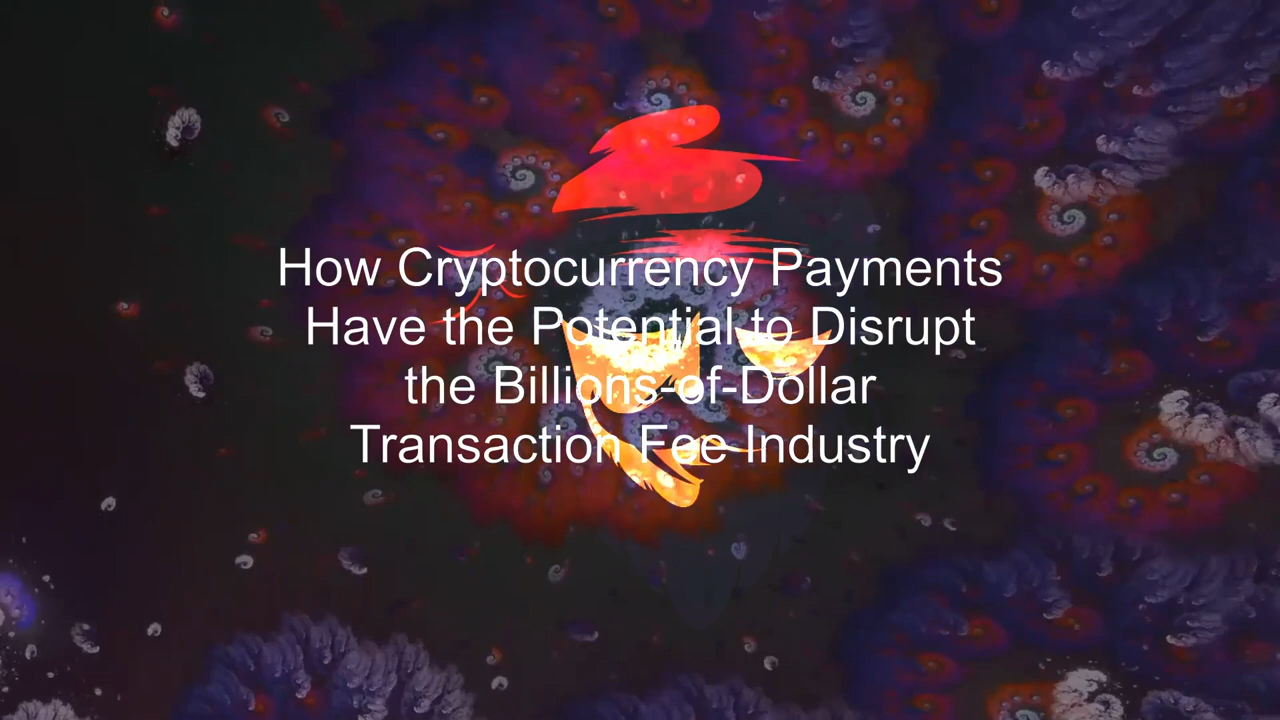 How Cryptocurrency Payments
Have the Potential to Disrupt
the Billions-of-Dollar
Transaction Fee Industry